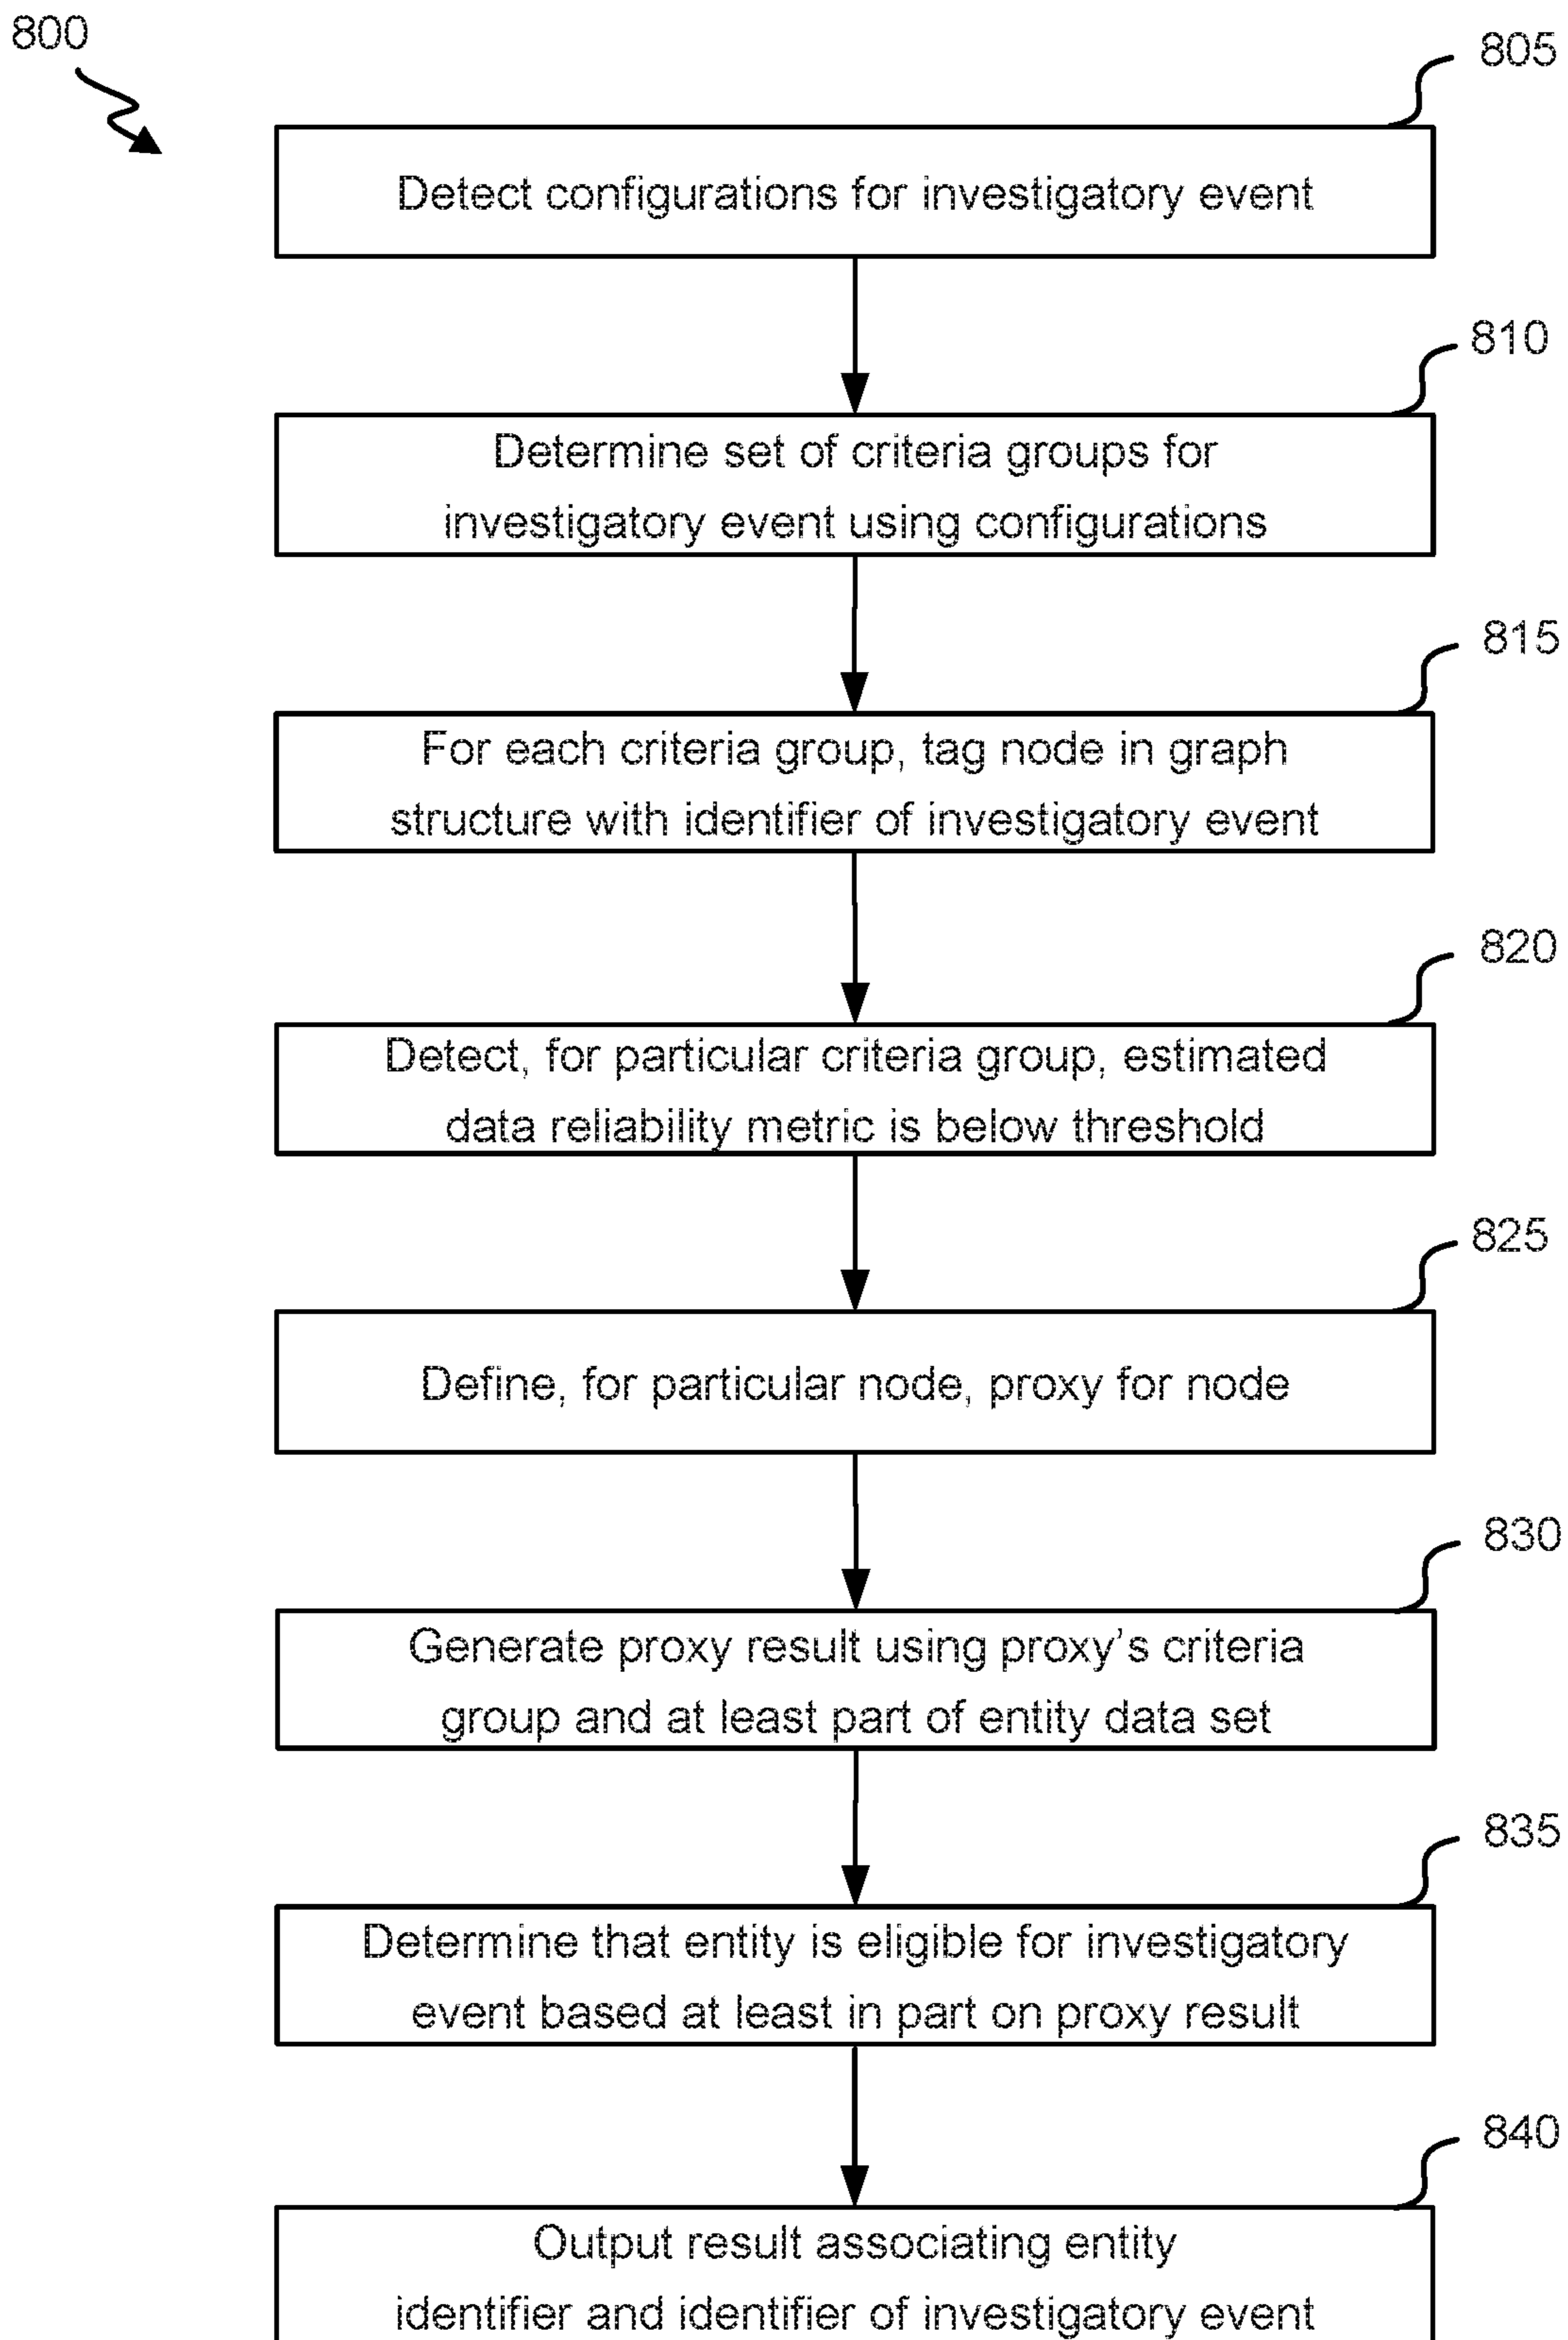 800
805
Detect configurations for investigatory event
810
Determine set of criteria groups for
investigatory event using configurations
815
For each criteria group, tag node in graph
structure with identifier of investigatory event
820
Detect, for particular criteria group, estimated
data reliability metric is below threshold
825
Define, for particular node, proxy for node
830
Generate proxy result using proxy's criteria
group and at least part of entity data set
835
Determine that entity is eligible for investigatory
event based at least in part on proxy result
840
Output result associating entity
identifier and identifier of investigatory event